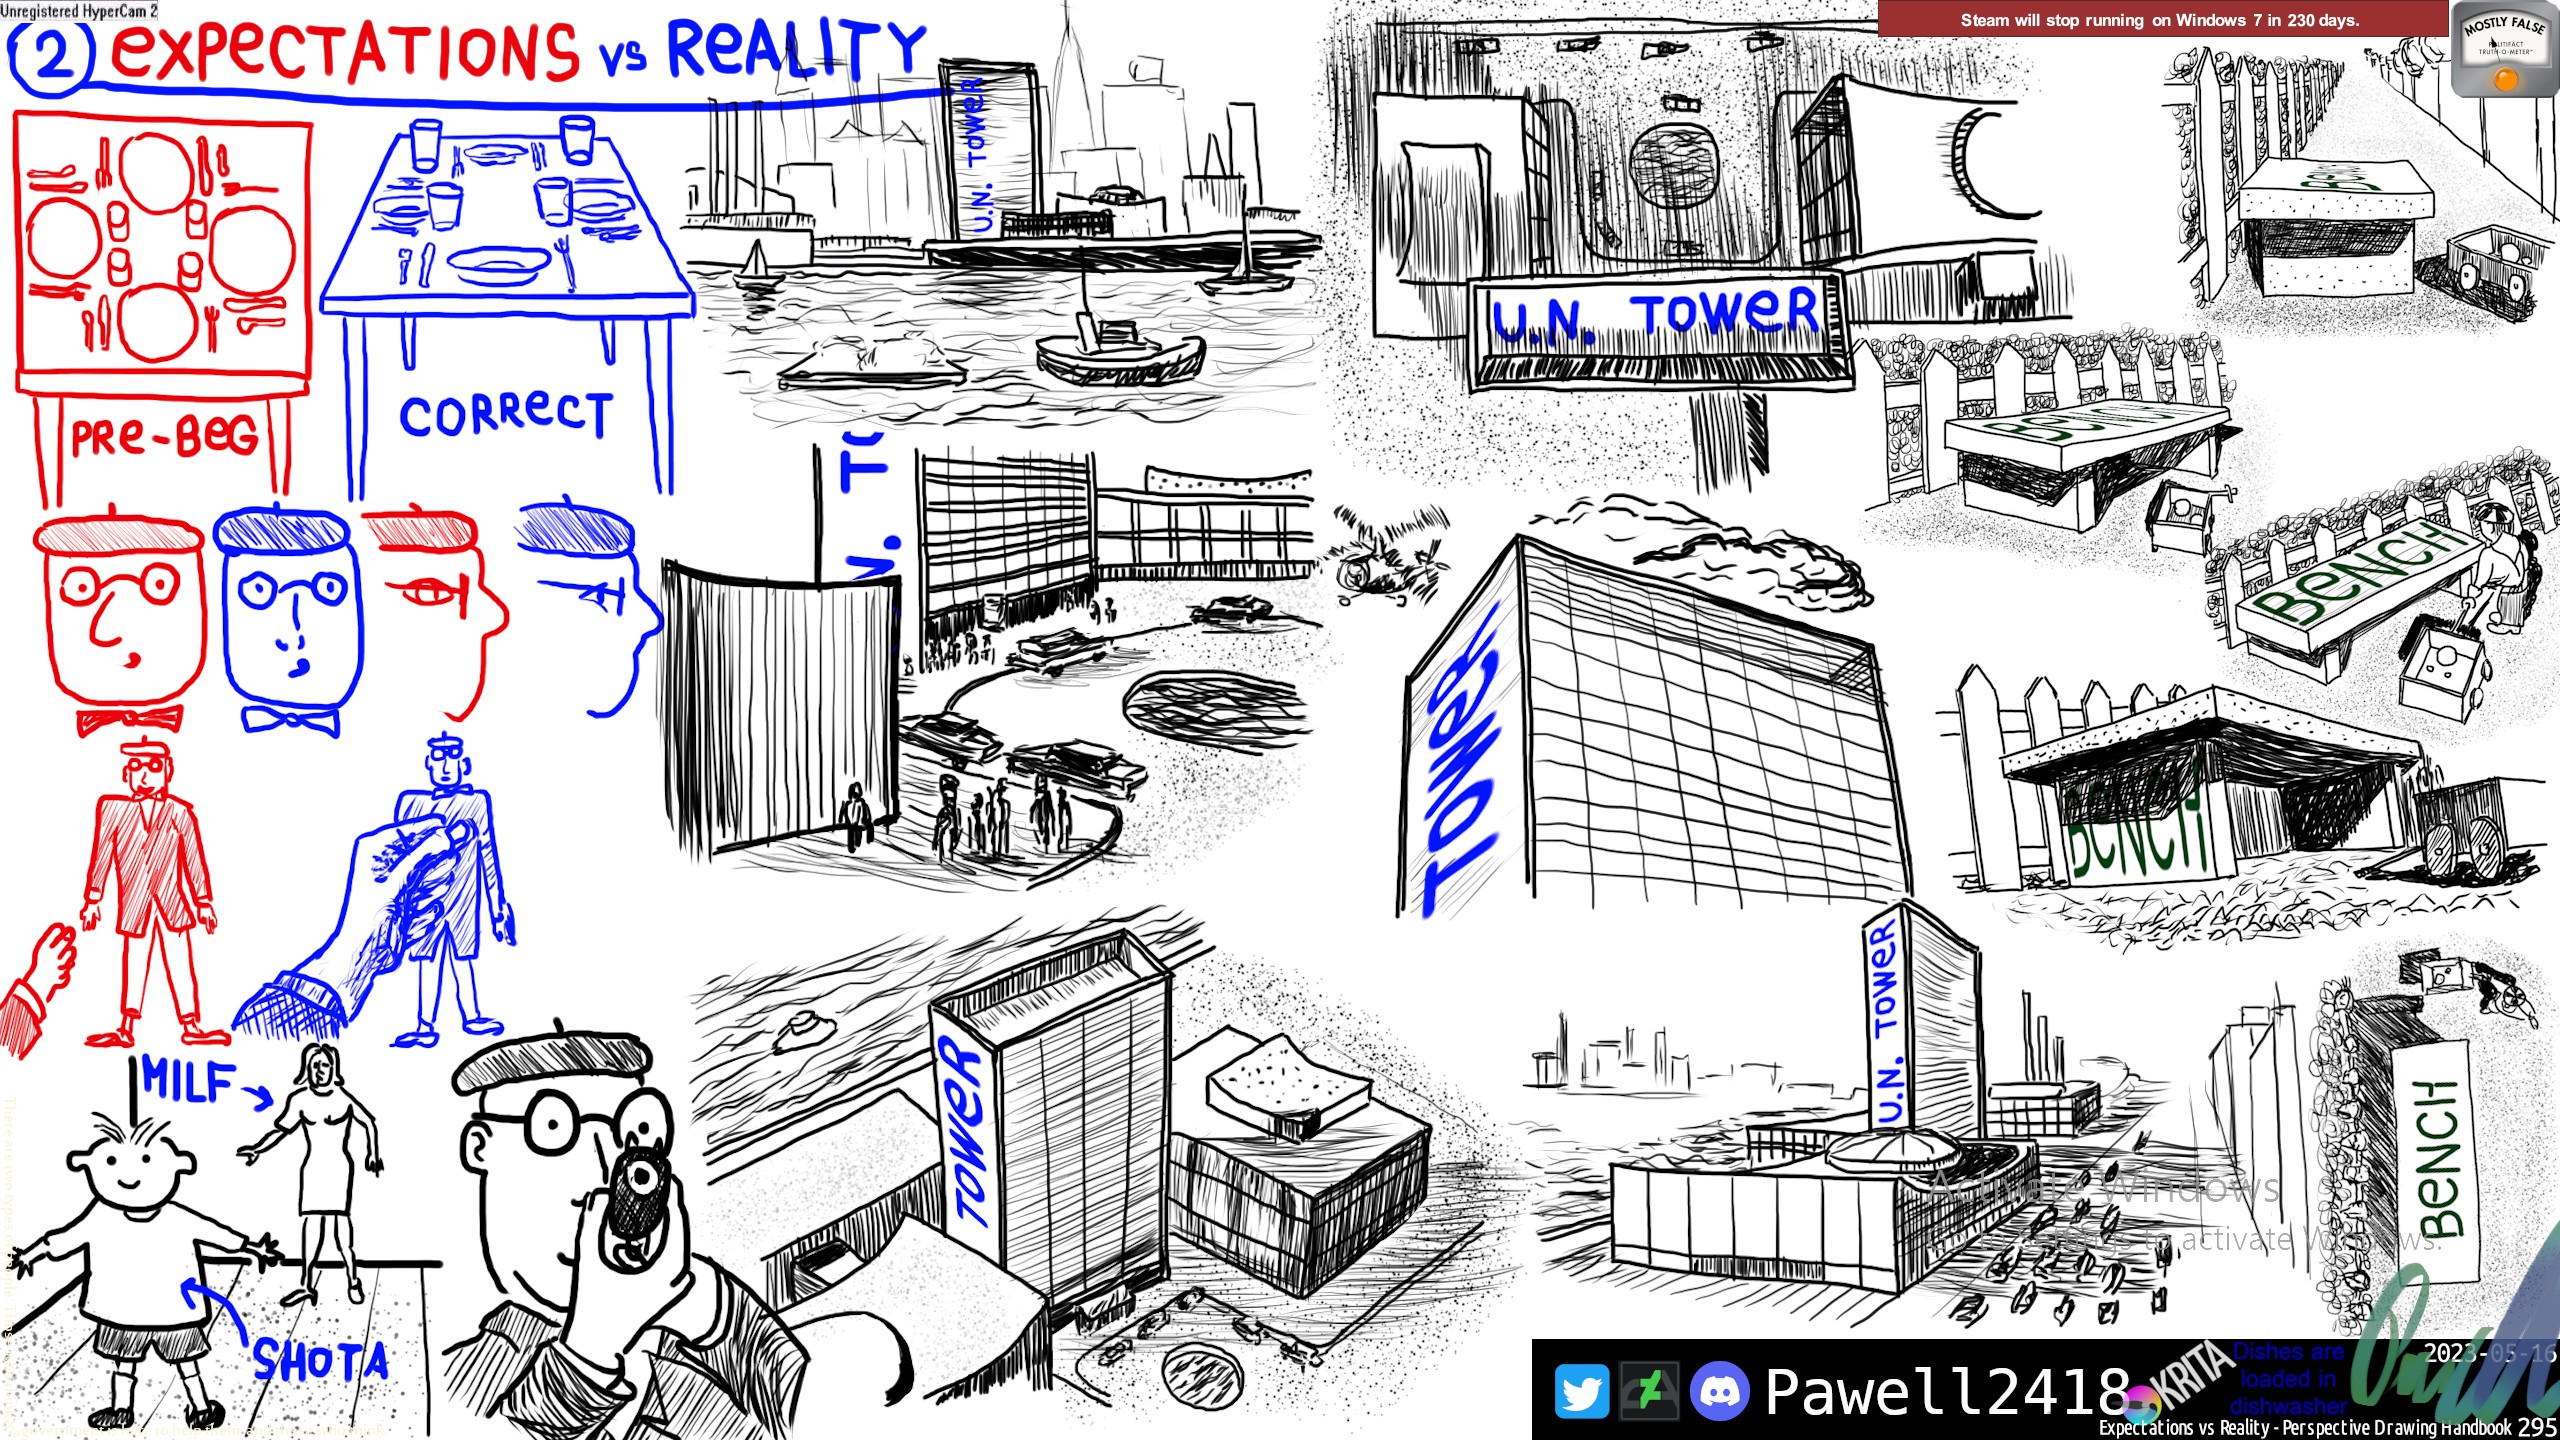 Unregistered HyperCam 2
2 EXPECTATIONS VS REALITY
Steam will stop running on Windows 7 in 230 days.
MOSTLY FALSE
POLITIFACT
TRUTH-O-METER
PRE-BEG
CORRECT
U.N. TOWER
U.N. TOWER
BENCH
BENCH
BENCH
BENCH
N. TO
TOWER
TOWER
U.N. TOWER
BENCH
MILF
SHOTA
Activate Windows
to activate Windows.
Pawell2418
KRITA
Dishes are
loaded in
dishwasher
2023-05-16
Expectations vs Reality - Perspective Drawing Handbook 295